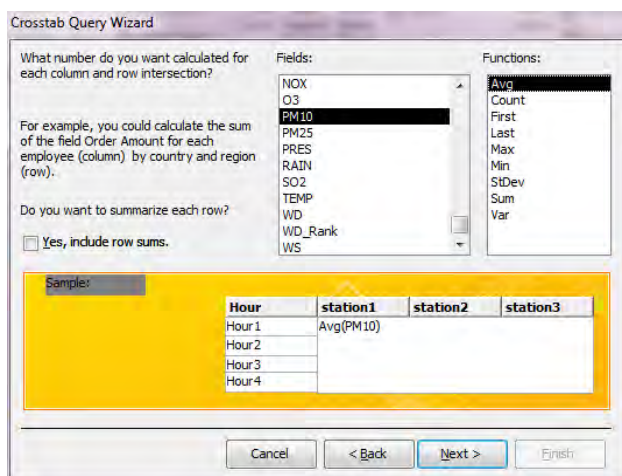 Crosstab Query Wizard
What number do you want calculated for
each column and row intersection?
For example, you could calculate the sum
of the field Order Amount for each
employee (column) by country and region
(row).
Do you want to summarize each row?
Yes, include row sums.
Fields:
NOX
O3
PM10
PM25
PRES
RAIN
SO2
TEMP
WD
WD_Rank
WS
Functions:
Avg
Count
First
Last
Max
Min
StDev
Sum
Var
Sample:
Hour station1 station2 station3
Hour1 Avg(PM10)
Hour2
Hour3
Hour4
Cancel < Back Next > Finish